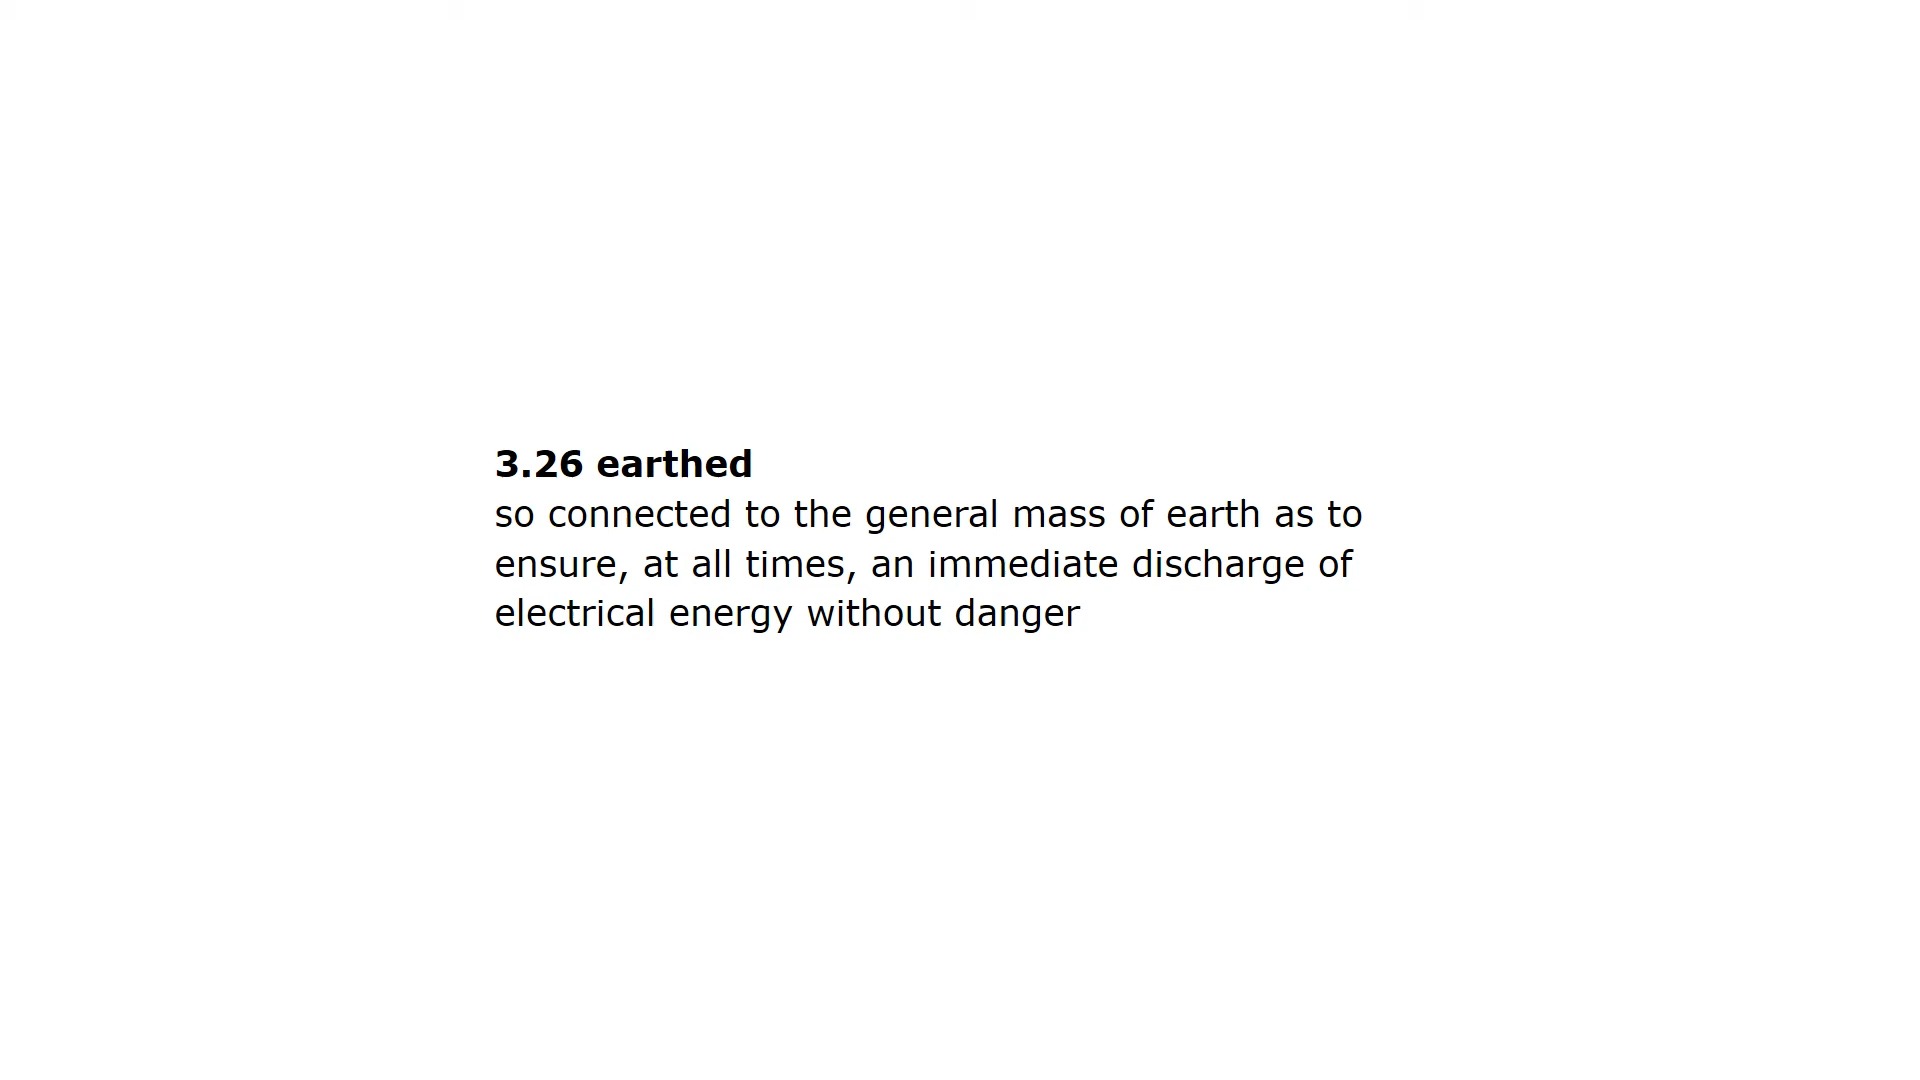 3.26 earthed
so connected to the general mass of earth as to
ensure, at all times, an immediate discharge of
electrical energy without danger